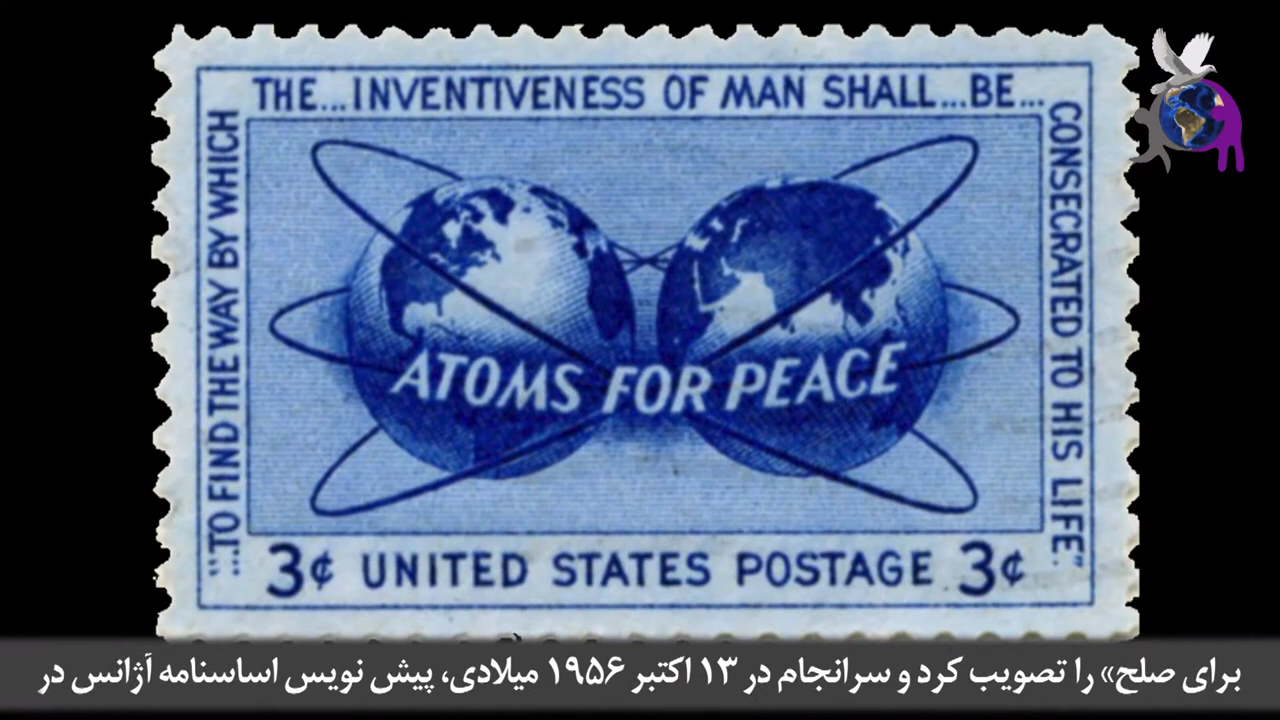 "...TO FIND THE WAY BY WHICH
THE...INVENTIVENESS OF MAN SHALL...BE...
CONSECRATED TO HIS LIFE".
ATOMS FOR PEACE
3¢ UNITED STATES POSTAGE 3¢
برای صلح» را تصویب کرد و سرانجام در ۱۳ اکتبر ۱۹۵۶ میلادی، پیش نویس اساسنامه آژانس در